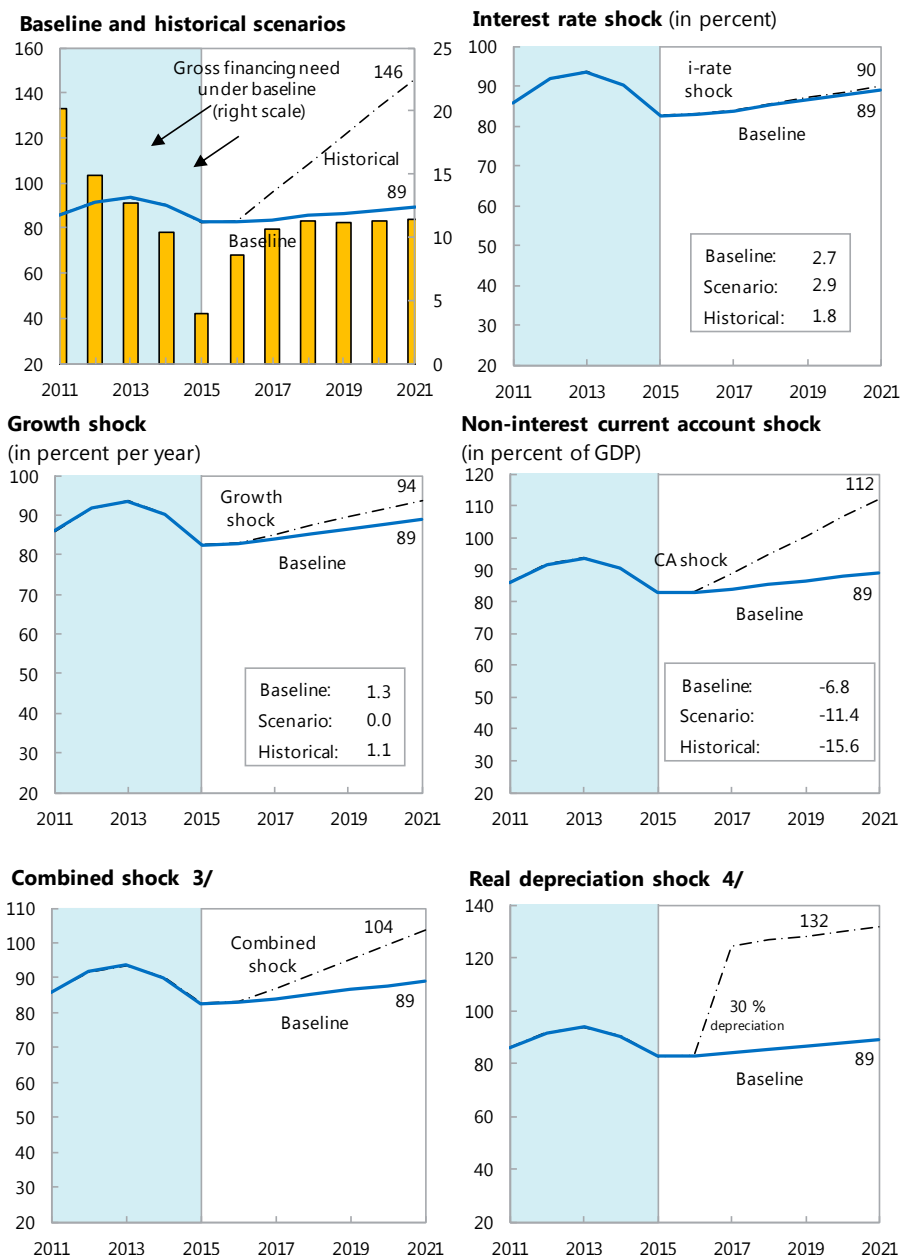 Baseline and historical scenarios
160
140
120
100
80
60
40
20
25
20
15
10
5
0
Gross financing need
under baseline
(right scale)
146
Historical
89
Baseline
2011 2013 2015 2017 2019 2021
Interest rate shock (in percent)
100
90
80
70
60
50
40
30
20
i-rate
shock
90
89
Baseline
Baseline: 2.7
Scenario: 2.9
Historical: 1.8
2011 2013 2015 2017 2019 2021
Growth shock
(in percent per year)
100
90
80
70
60
50
40
30
20
Growth
shock
94
89
Baseline
Baseline: 1.3
Scenario: 0.0
Historical: 1.1
2011 2013 2015 2017 2019 2021
Non-interest current account shock
(in percent of GDP)
120
110
100
90
80
70
60
50
40
30
20
112
CA shock
89
Baseline
Baseline: -6.8
Scenario: -11.4
Historical: -15.6
2011 2013 2015 2017 2019 2021
Combined shock 3/
110
100
90
80
70
60
50
40
30
20
104
Combined
shock
89
Baseline
2011 2013 2015 2017 2019 2021
Real depreciation shock 4/
140
120
100
80
60
40
20
132
30 %
depreciation
89
Baseline
2011 2013 2015 2017 2019 2021